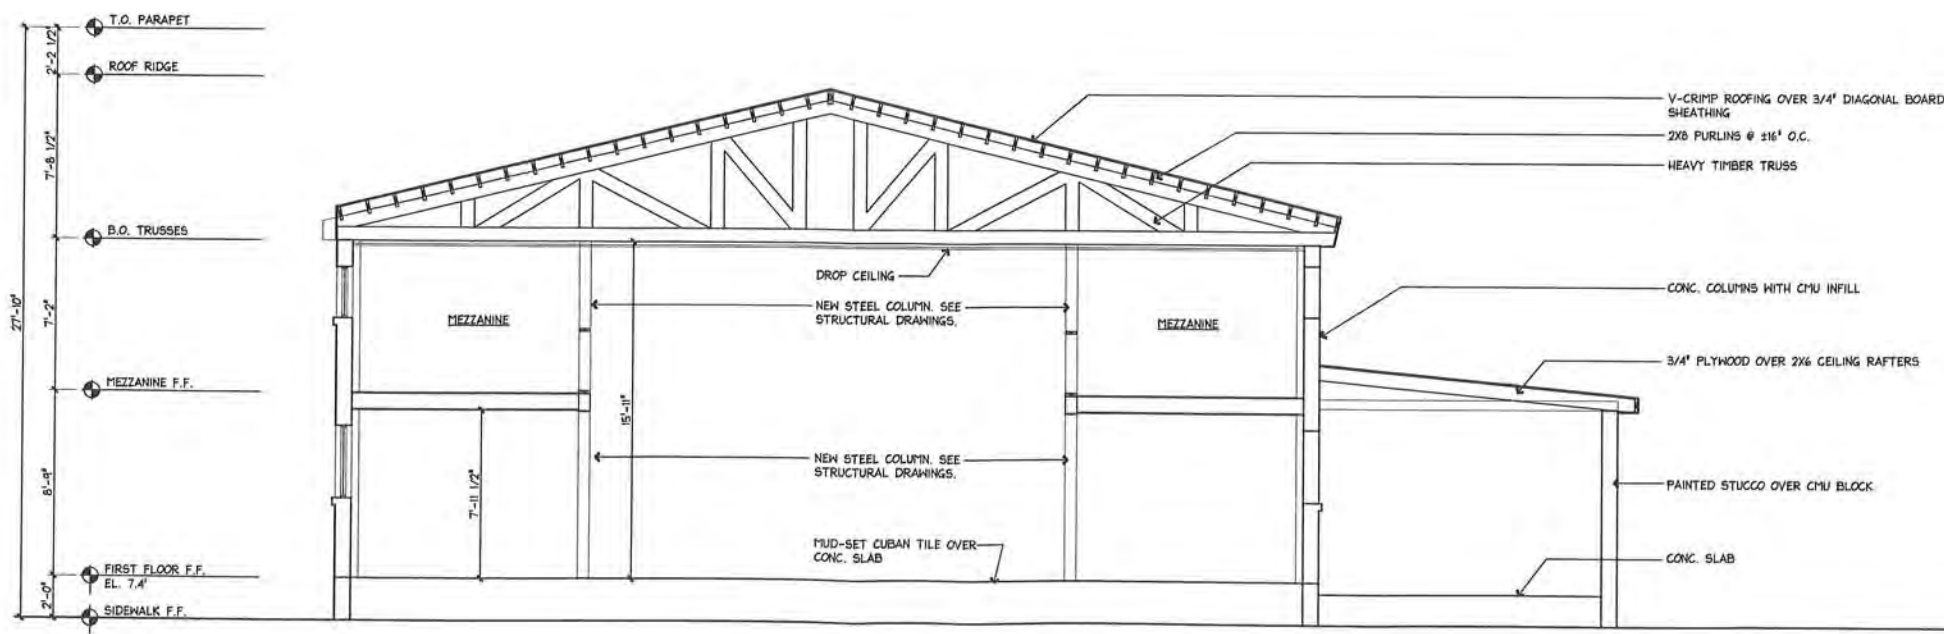 T.O. PARAPET
2'-2 1/2"
ROOF RIDGE
7'-8 1/2"
B.O. TRUSSES
27'-10"
7'-2"
MEZZANINE F.F.
8'-9"
FIRST FLOOR F.F.
EL. 7.4'
2'-0"
SIDEWALK F.F.
MEZZANINE
7'-11 1/2"
15'-11"
DROP CEILING
NEW STEEL COLUMN. SEE
STRUCTURAL DRAWINGS.
NEW STEEL COLUMN. SEE
STRUCTURAL DRAWINGS.
MUD-SET CUBAN TILE OVER
CONC. SLAB
MEZZANINE
V-CRIMP ROOFING OVER 3/4" DIAGONAL BOARD
SHEATHING
2X8 PURLINS @ ±16" O.C.
HEAVY TIMBER TRUSS
CONC. COLUMNS WITH CMU INFILL
3/4" PLYWOOD OVER 2X6 CEILING RAFTERS
PAINTED STUCCO OVER CMU BLOCK
CONC. SLAB